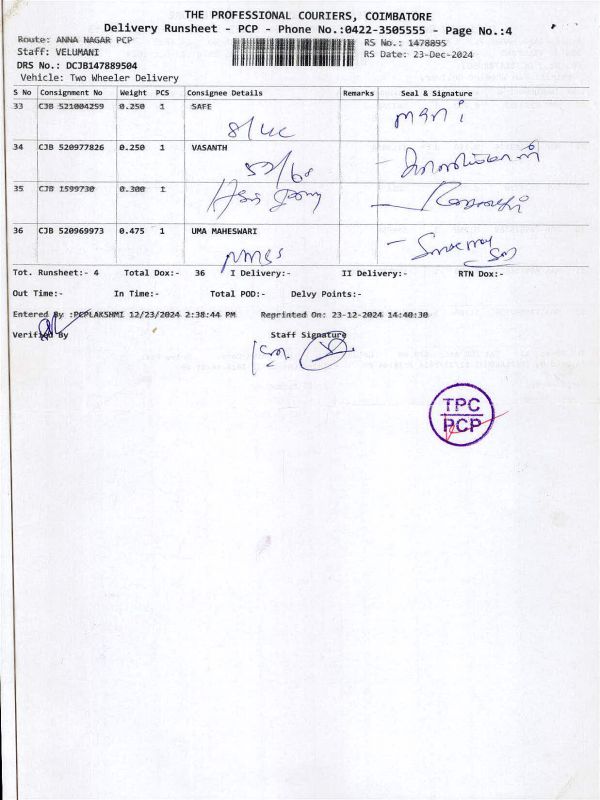 THE PROFESSIONAL COURIERS, COIMBATORE
Delivery Runsheet - PCP - Phone No.:0422-3505555 - Page No.:4
Route: ANNA NAGAR PCP RS No.: 1478895
Staff: VELUMANI RS Date: 23-Dec-2024
DRS No.: DCJB147889504
Vehicle: Two Wheeler Delivery
S No Consignment No Weight PCS Consignee Details Remarks Seal & Signature
33 CJB 521004259 0.250 1 SAFE
34 CJB 520977826 0.250 1 VASANTH
35 CJB 1599730 0.300 1
36 CJB 520969973 0.475 1 UMA MAHESWARI
Tot. Runsheet:- 4 Total Dox:- 36 I Delivery:- II Delivery:- RTN Dox:-
Out Time:- In Time:- Total POD:- Delvy Points:-
Entered By :PCPLAKSHMI 12/23/2024 2:38:44 PM Reprinted On: 23-12-2024 14:40:30
Verified By Staff Signature
TPC
PCP